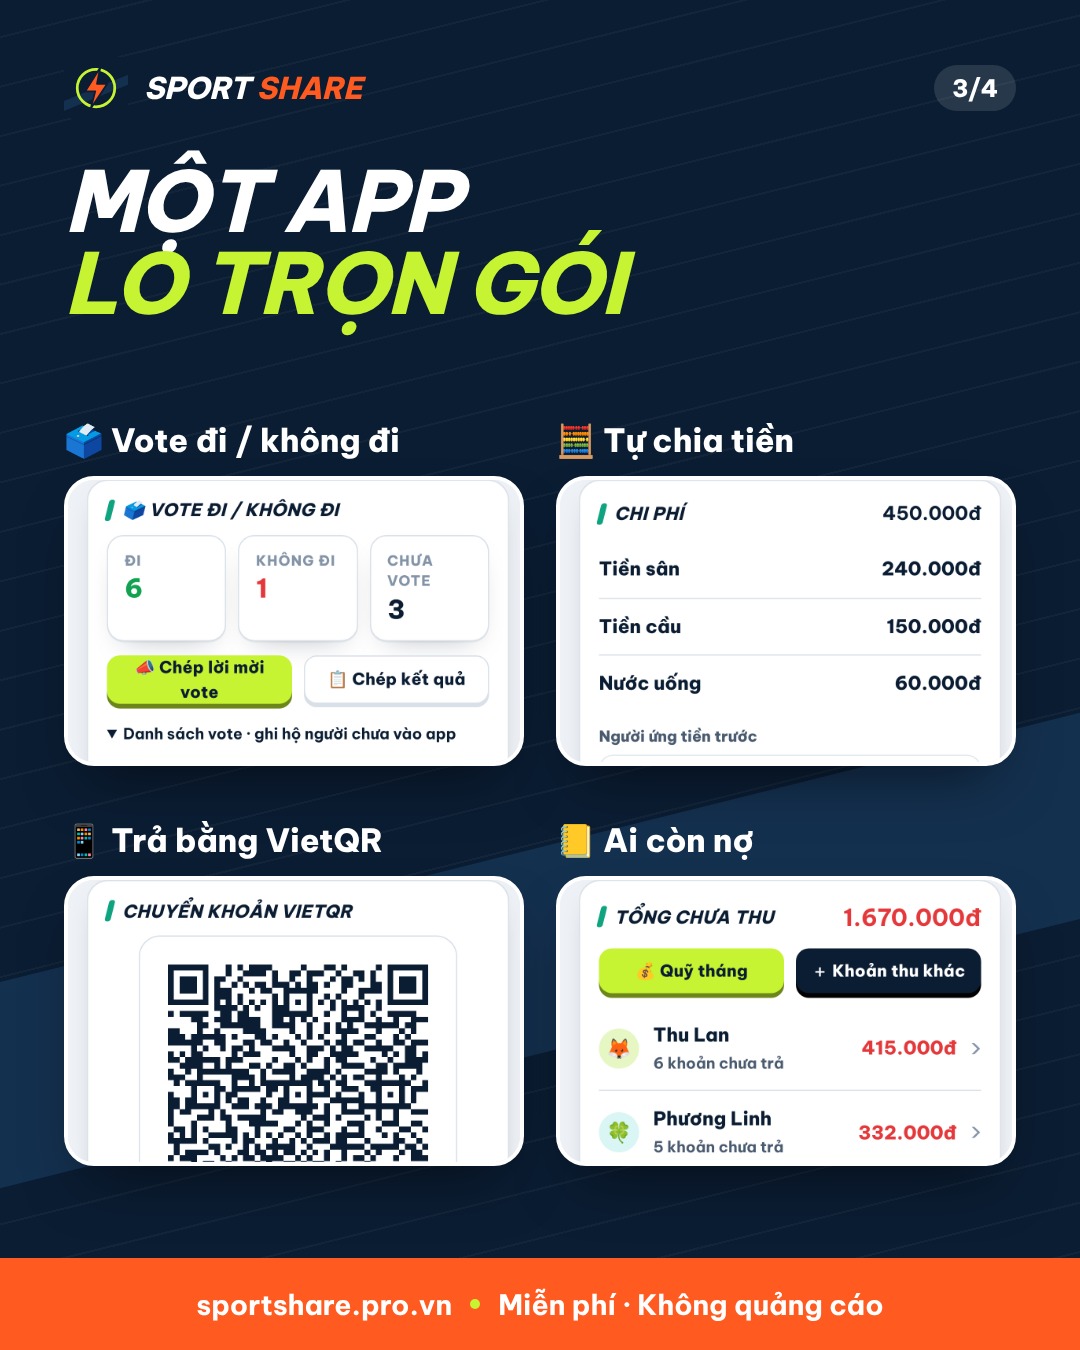 SPORT SHARE
3/4
MỘT APP
LO TRỌN GÓI
Vote đi / không đi
VOTE ĐI / KHÔNG ĐI
ĐI
6
KHÔNG ĐI
1
CHƯA
VOTE
3
Chép lời mời
vote
Chép kết quả
Danh sách vote · ghi hộ người chưa vào app
Tự chia tiền
CHI PHÍ 450.000đ
Tiền sân 240.000đ
Tiền cầu 150.000đ
Nước uống 60.000đ
Người ứng tiền trước
Trả bằng VietQR
CHUYỂN KHOẢN VIETQR
Ai còn nợ
TỔNG CHƯA THU 1.670.000đ
Quỹ tháng
+ Khoản thu khác
Thu Lan
6 khoản chưa trả
415.000đ
Phương Linh
5 khoản chưa trả
332.000đ
sportshare.pro.vn • Miễn phí · Không quảng cáo